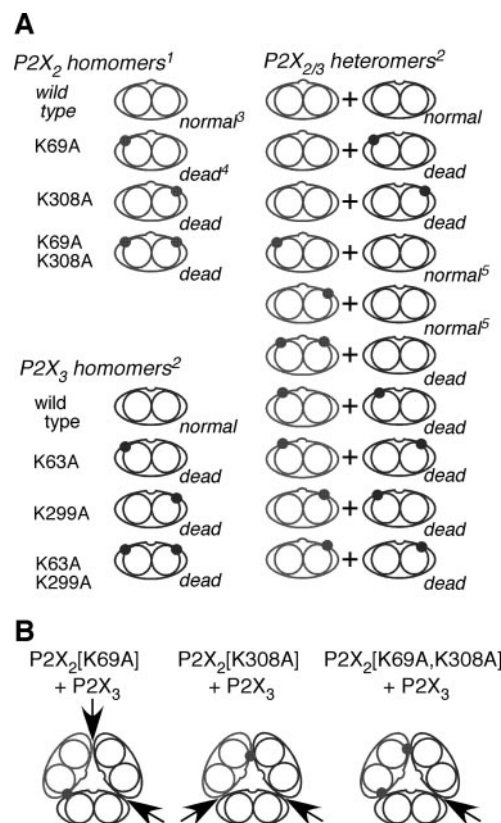 A
P2X₂ homomers¹
wild
type
normal³
K69A
dead⁴
K308A
dead
K69A
K308A
dead
P2X₃ homomers²
wild
type
normal
K63A
dead
K299A
dead
K63A
K299A
dead
P2X₂/₃ heteromers²
+
normal
+
dead
+
dead
+
normal⁵
+
normal⁵
+
dead
+
dead
+
dead
+
dead
+
dead
B
P2X₂[K69A]
+ P2X₃
P2X₂[K308A]
+ P2X₃
P2X₂[K69A,K308A]
+ P2X₃